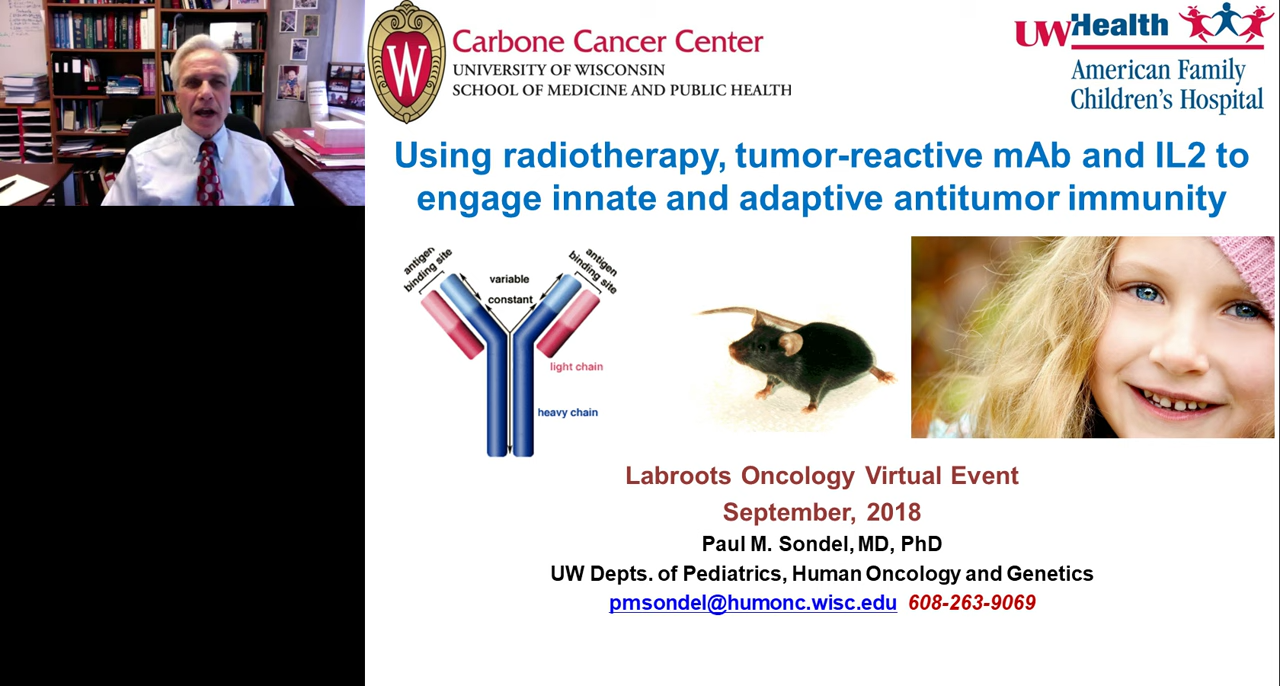 Carbone Cancer Center
UNIVERSITY OF WISCONSIN
SCHOOL OF MEDICINE AND PUBLIC HEALTH
W
UWHealth
American Family
Children's Hospital
Using radiotherapy, tumor-reactive mAb and IL2 to
engage innate and adaptive antitumor immunity
antigen
binding site
variable
constant
antigen
binding site
light chain
heavy chain
Labroots Oncology Virtual Event
September, 2018
Paul M. Sondel, MD, PhD
UW Depts. of Pediatrics, Human Oncology and Genetics
pmsondel@humonc.wisc.edu 608-263-9069